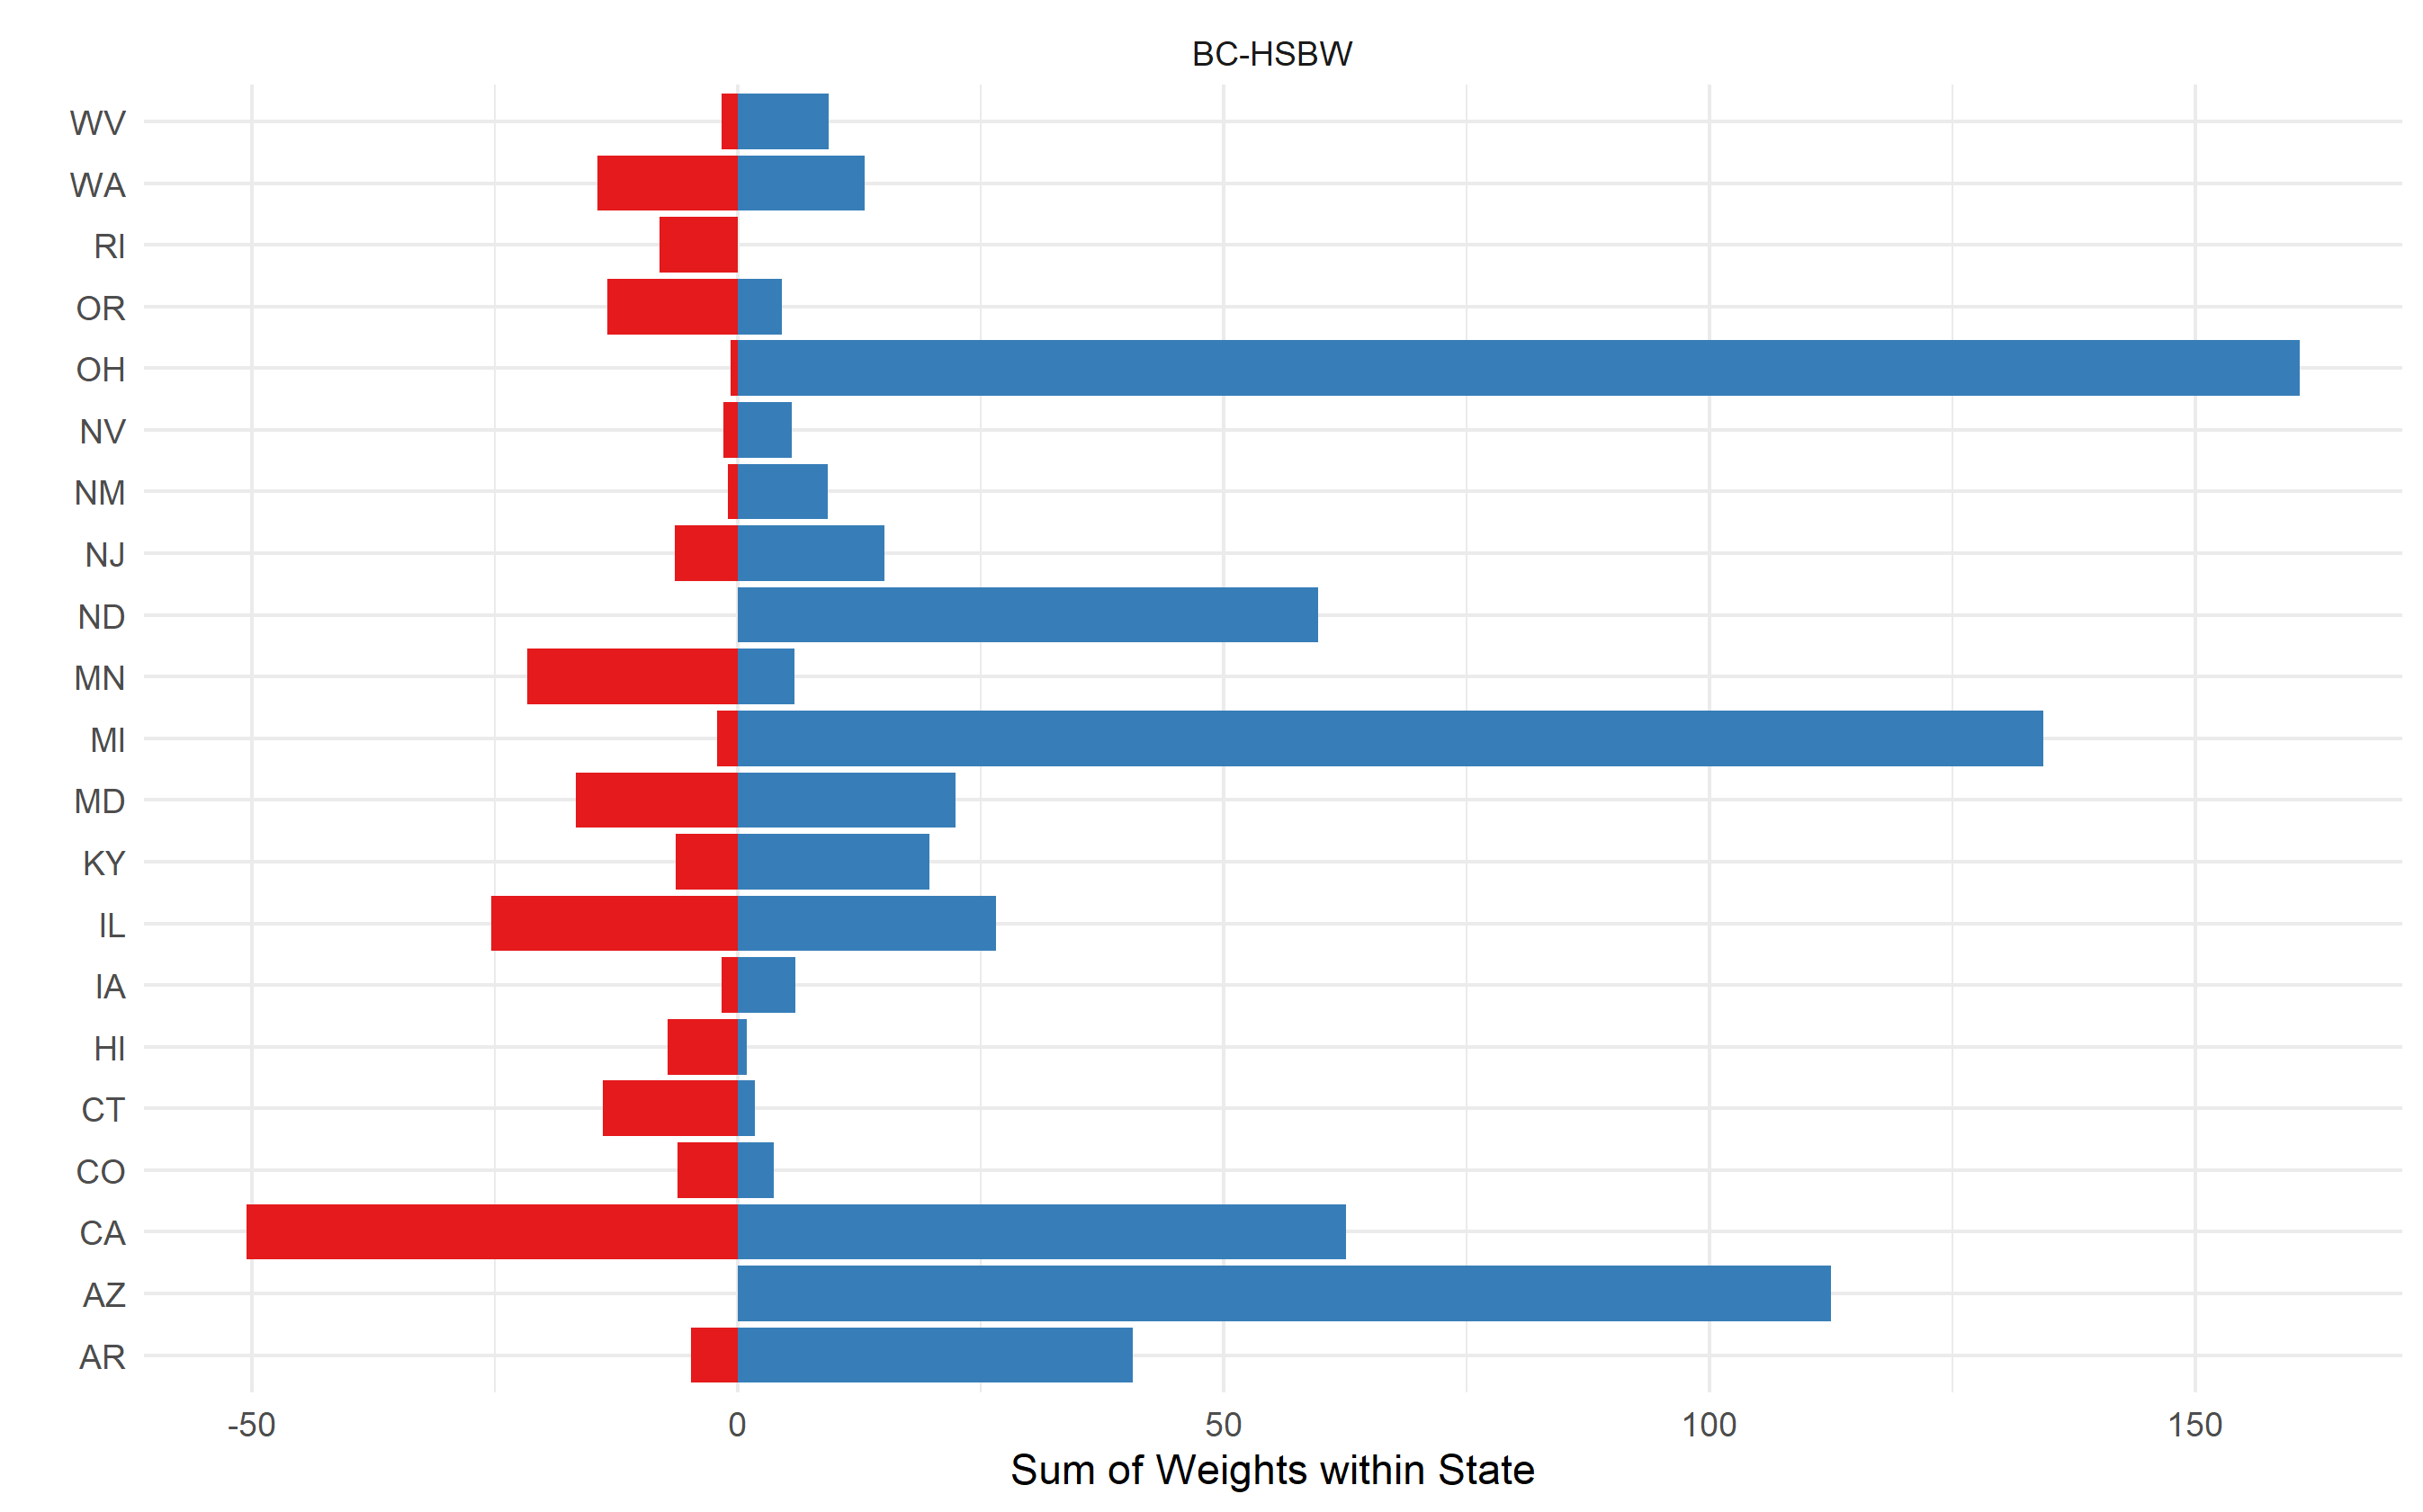 BC-HSBW
WV
WA
RI
OR
OH
NV
NM
NJ
ND
MN
MI
MD
KY
IL
IA
HI
CT
CO
CA
AZ
AR
-50 0 50 100 150
Sum of Weights within State